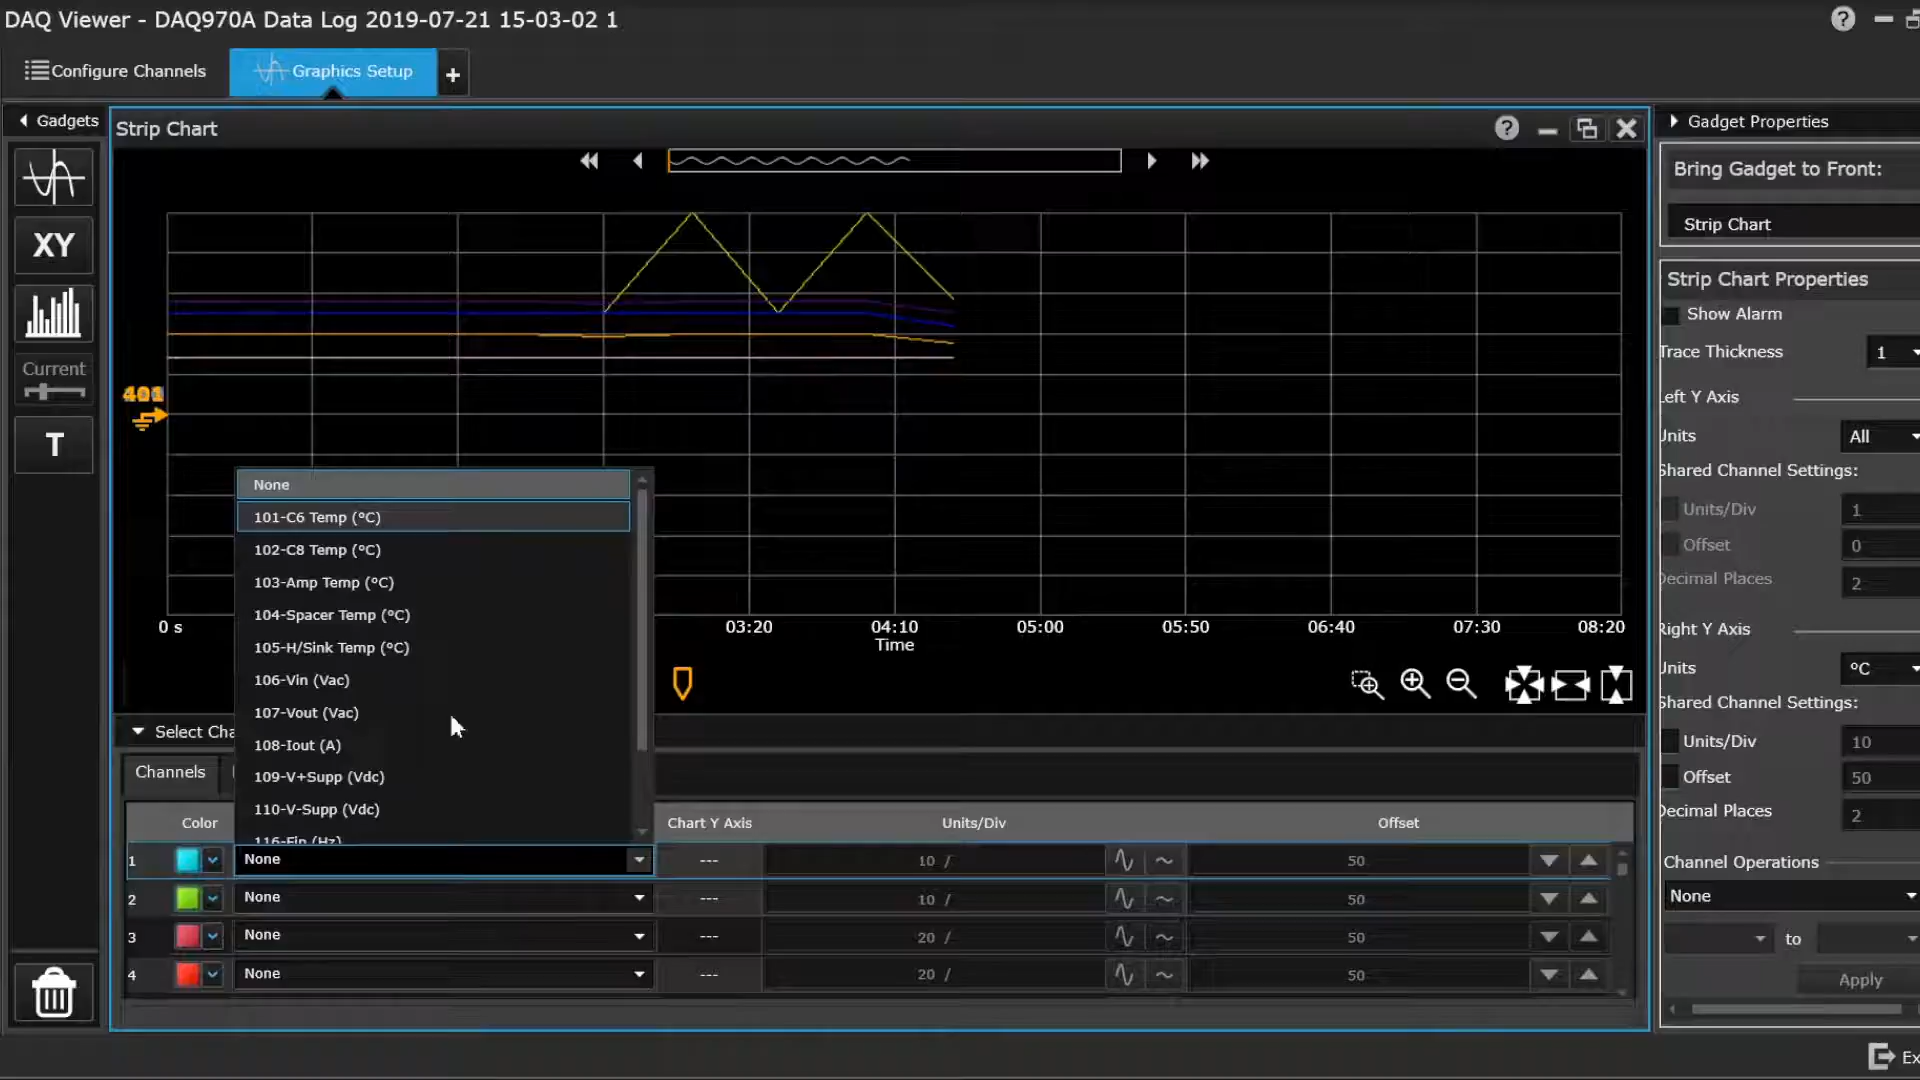 DAQ Viewer - DAQ970A Data Log 2019-07-21 15-03-02 1
Configure Channels
Graphics Setup
+
Gadgets
Strip Chart
Gadget Properties
XY
Current
T
Bring Gadget to Front:
Strip Chart
Strip Chart Properties
Show Alarm
Trace Thickness 1
Left Y Axis
Units All
Shared Channel Settings:
Units/Div 1
Offset 0
Decimal Places 2
Right Y Axis
Units °C
Shared Channel Settings:
Units/Div 10
Offset 50
Decimal Places 2
Channel Operations
None
to
Apply
401
0 s 03:20 04:10 05:00 05:50 06:40 07:30 08:20
Time
None
101-C6 Temp (°C)
102-C8 Temp (°C)
103-Amp Temp (°C)
104-Spacer Temp (°C)
105-H/Sink Temp (°C)
106-Vin (Vac)
107-Vout (Vac)
108-Iout (A)
109-V+Supp (Vdc)
110-V-Supp (Vdc)
116-Fin (Hz)
Select Cha
Channels
Color Chart Y Axis Units/Div Offset
1 None --- 10 / 50
2 None --- 10 / 50
3 None --- 20 / 50
4 None --- 20 / 50
Ex